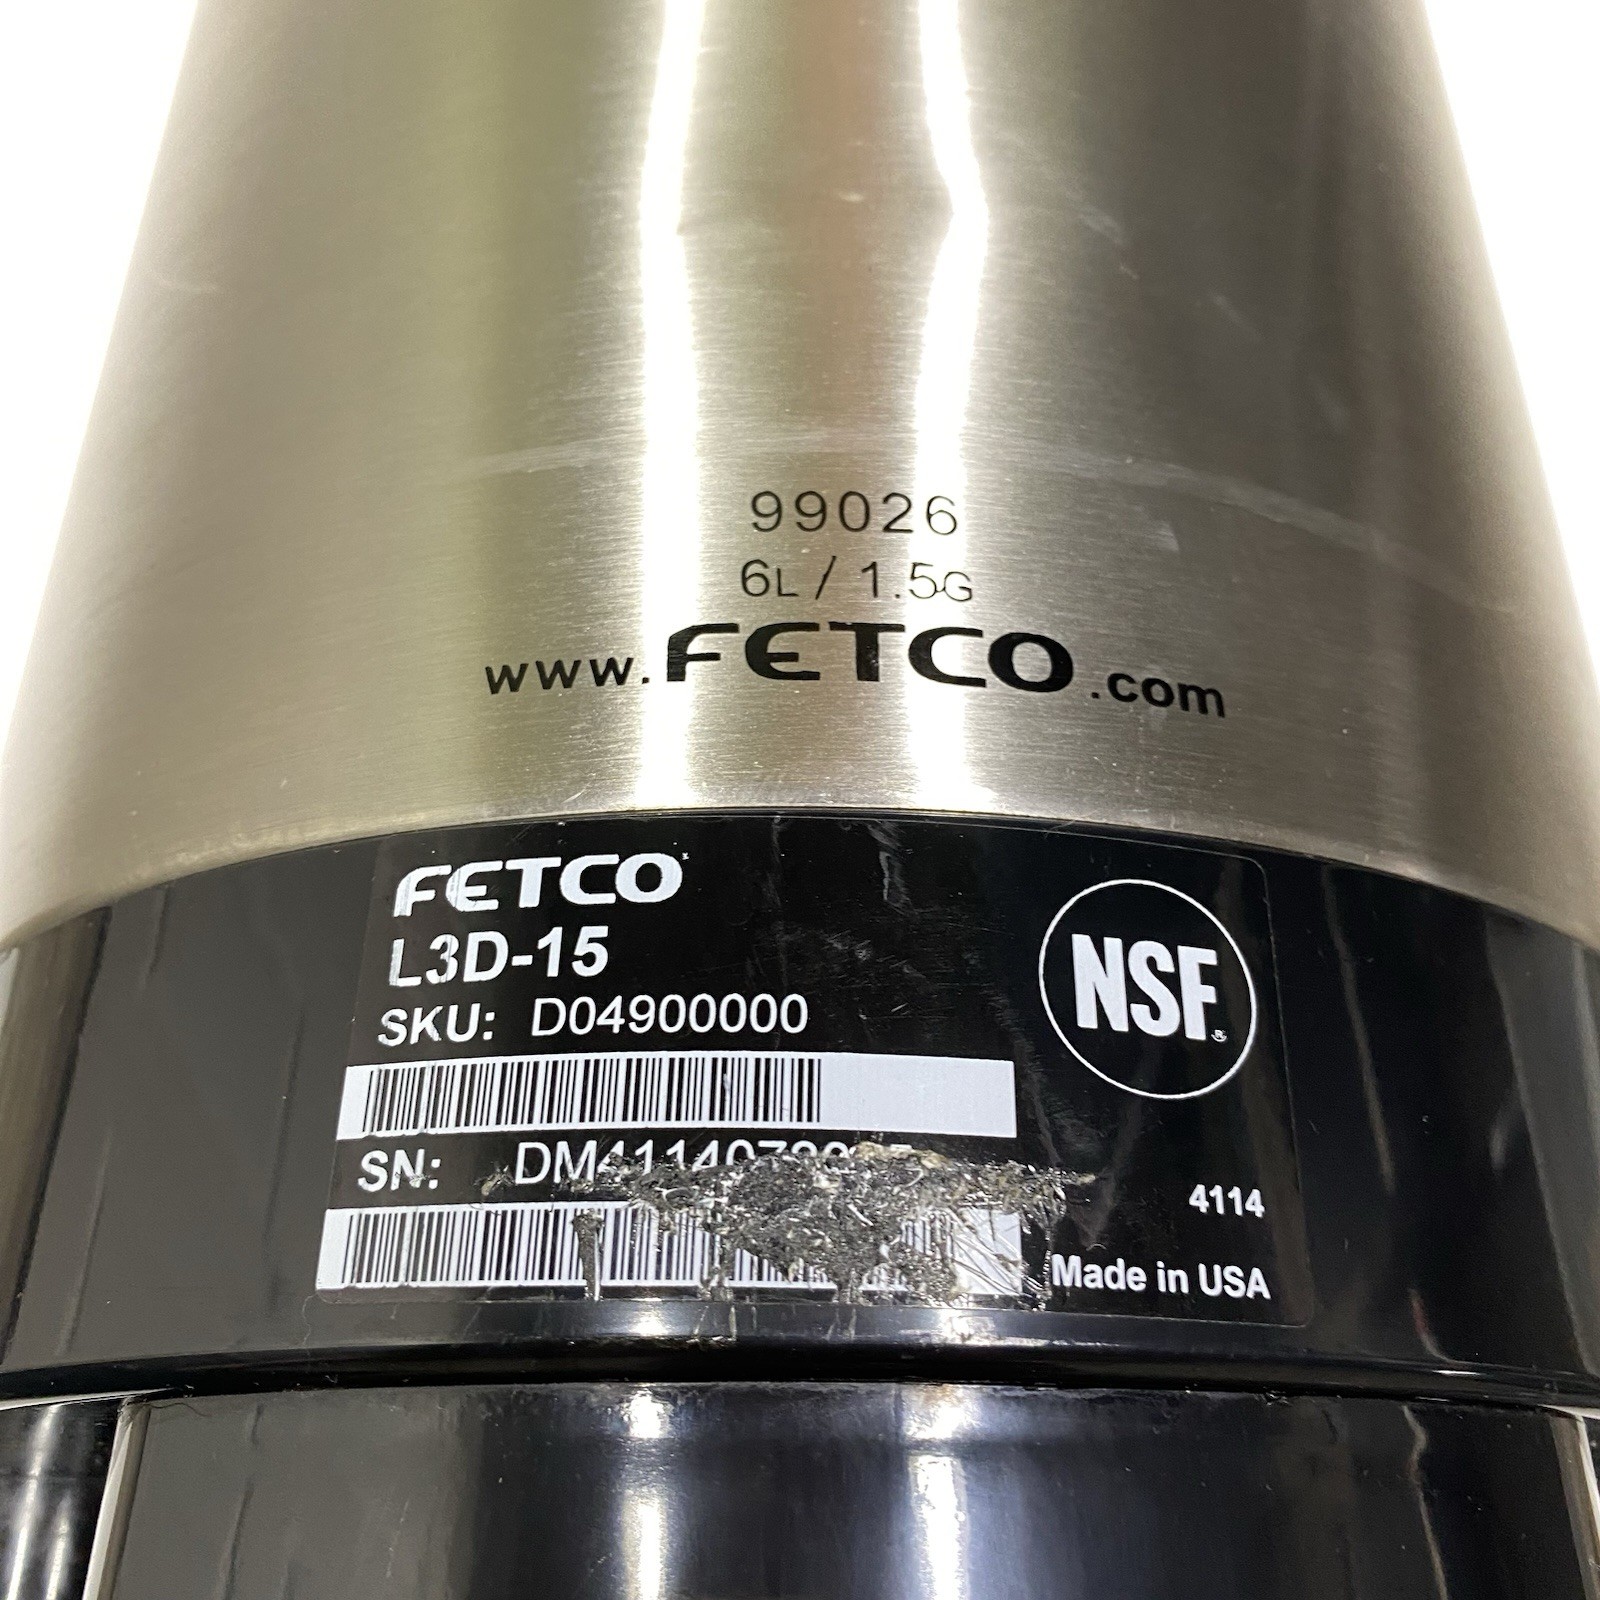 99026
6L / 1.5G
www.FETCO.com
FETCO
L3D-15
SKU: D04900000
NSF®
SN:
4114
Made in USA